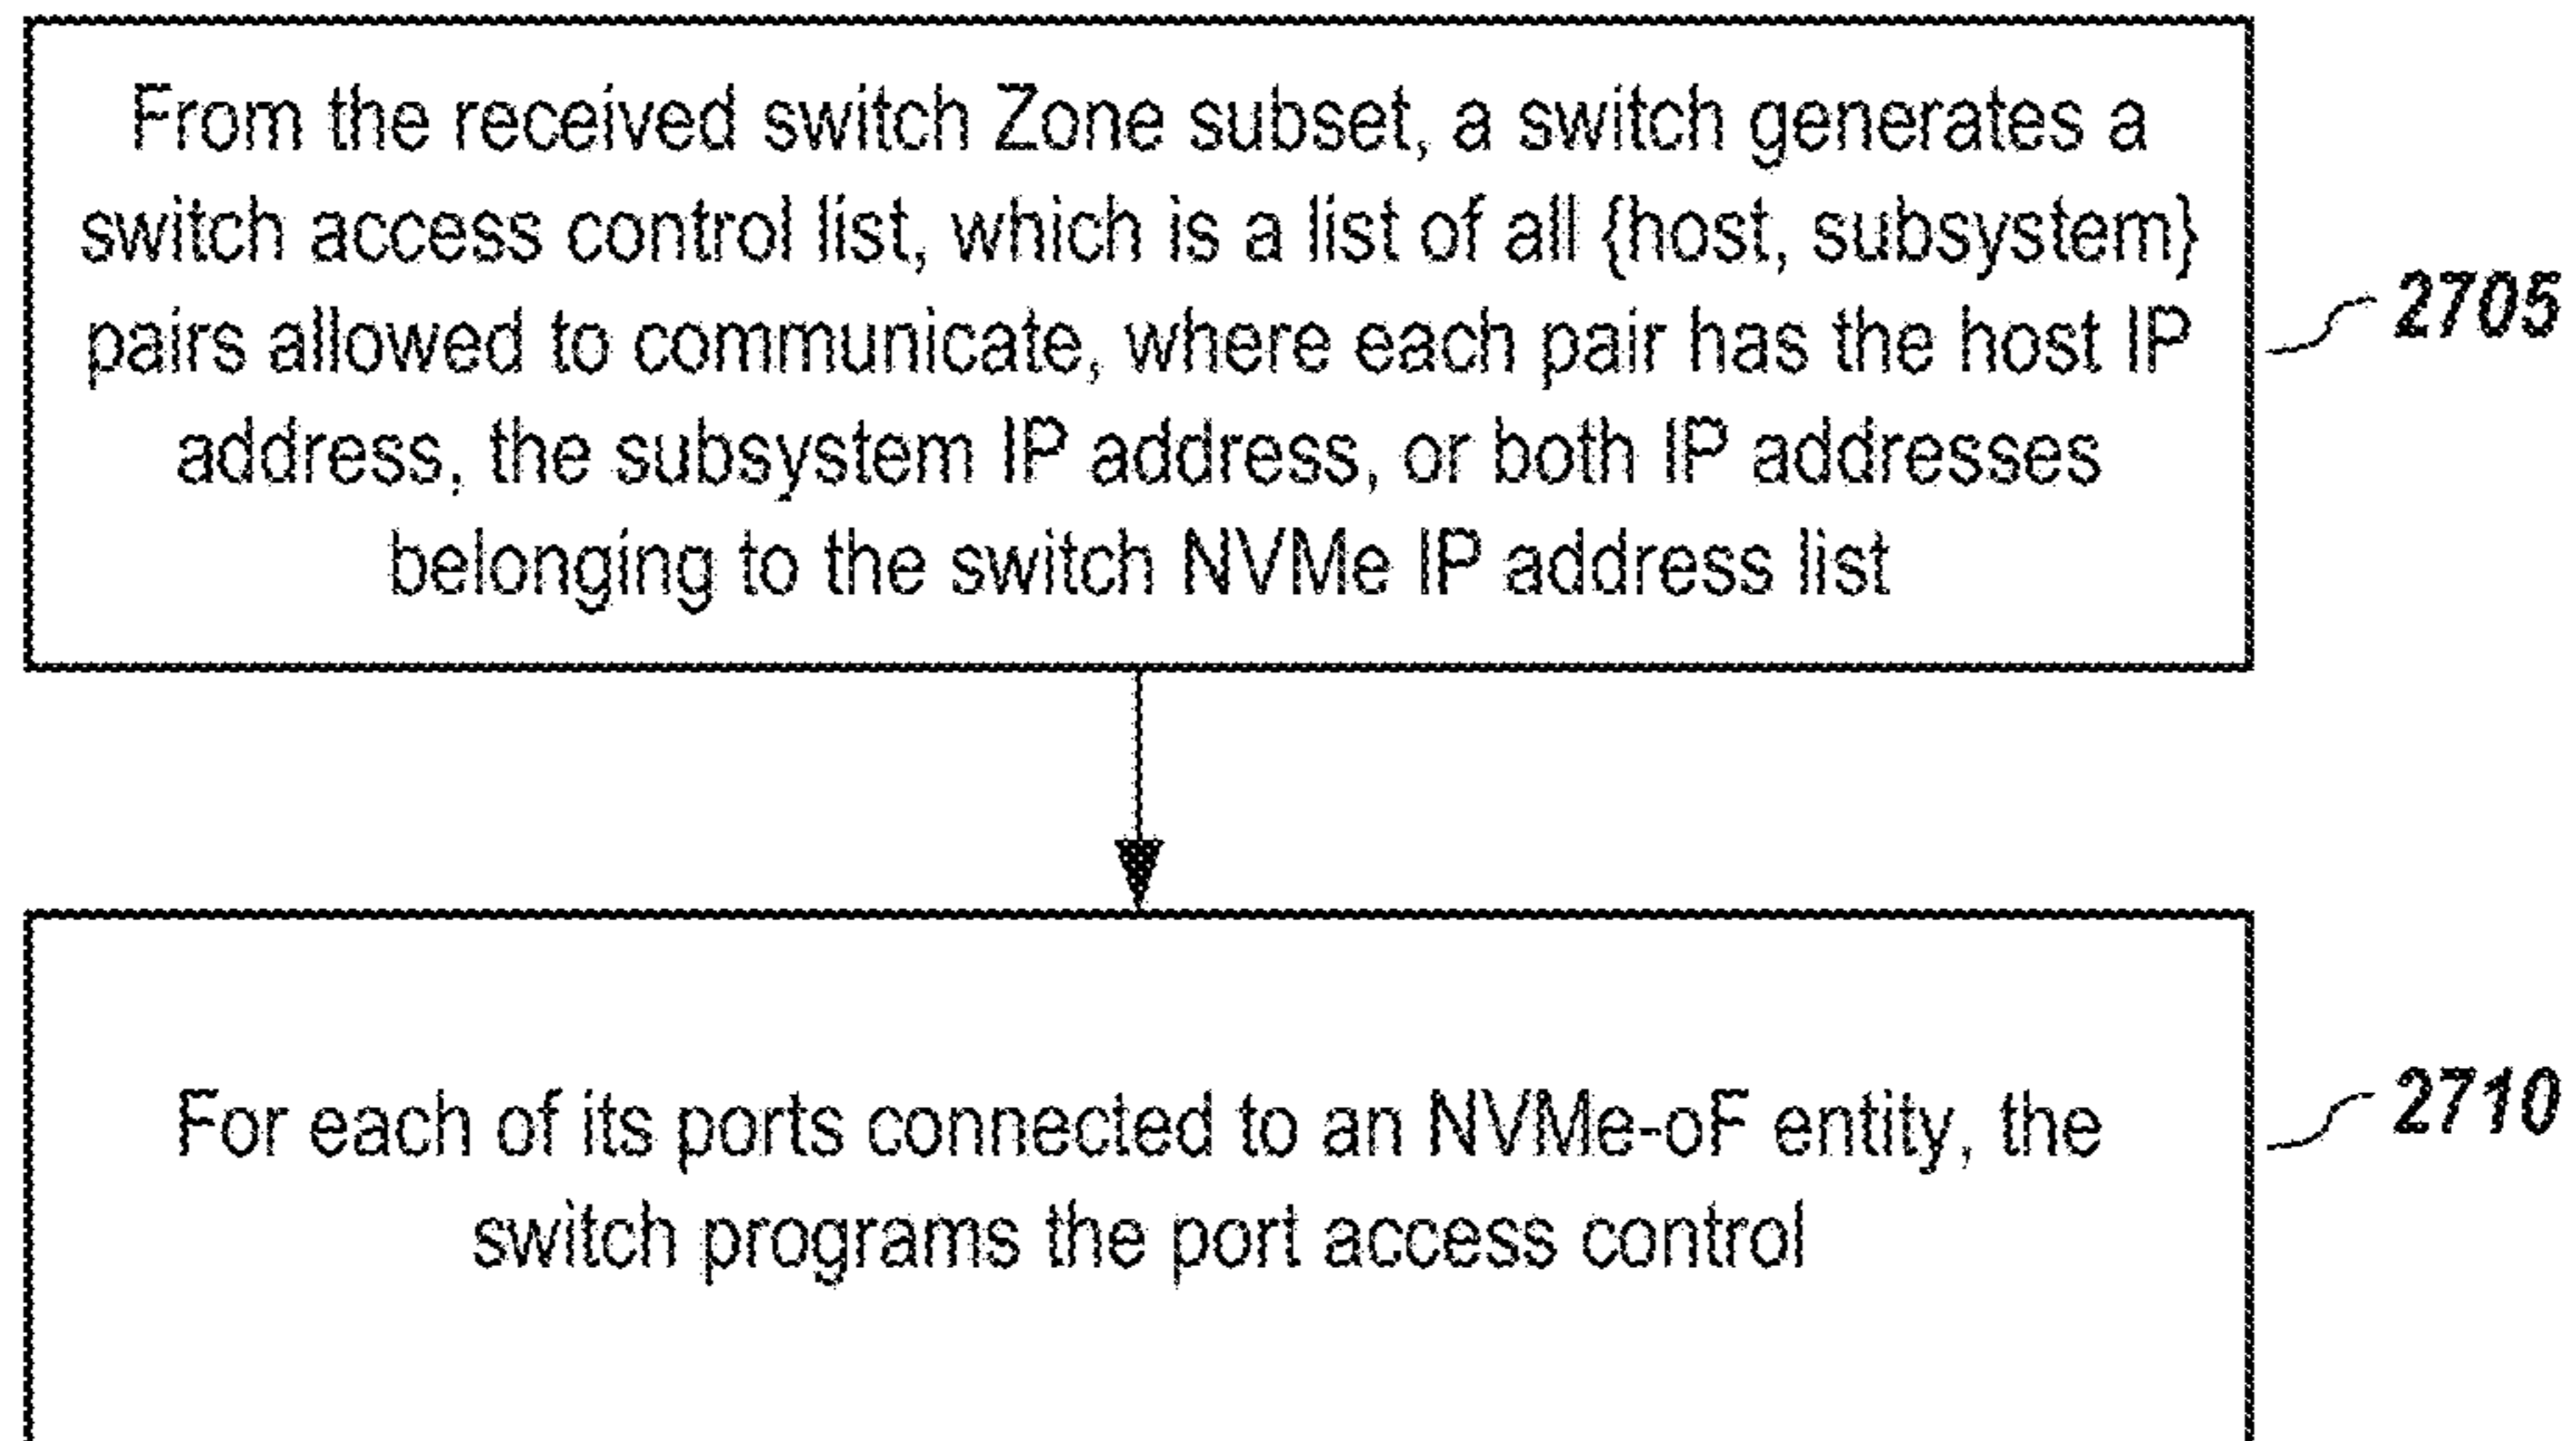 From the received switch Zone subset, a switch generates a
switch access control list, which is a list of all {host, subsystem}
pairs allowed to communicate, where each pair has the host IP
address, the subsystem IP address, or both IP addresses
belonging to the switch NVMe IP address list
2705
For each of its ports connected to an NVMe-oF entity, the
switch programs the port access control
2710